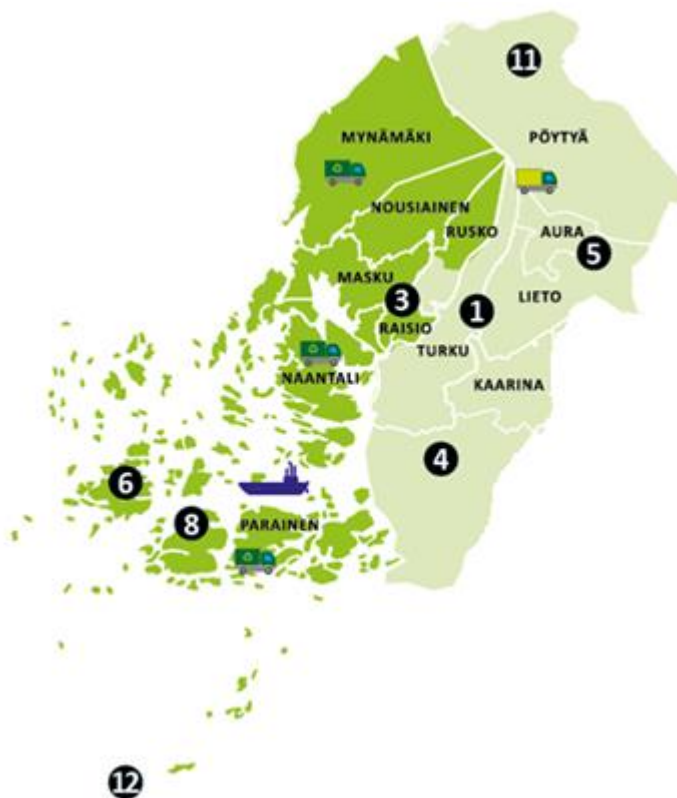 11
MYNÄMÄKI
PÖYTYÄ
NOUSIAINEN
RUSKO
AURA
5
MASKU
3
1
LIETO
RAISIO
TURKU
NAANTALI
KAARINA
4
6
8
PARAINEN
12